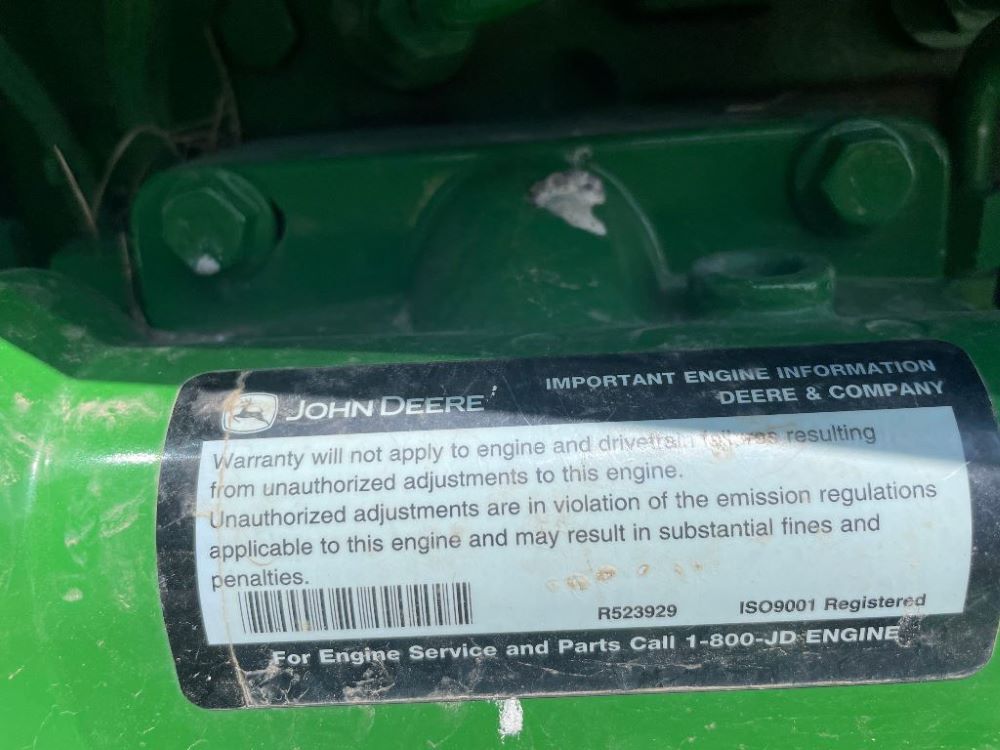 JOHN DEERE
IMPORTANT ENGINE INFORMATION
DEERE & COMPANY
Warranty will not apply to engine and drivetrain failures resulting
from unauthorized adjustments to this engine.
Unauthorized adjustments are in violation of the emission regulations
applicable to this engine and may result in substantial fines and
penalties.
R523929 ISO9001 Registered
For Engine Service and Parts Call 1-800-JD ENGINE